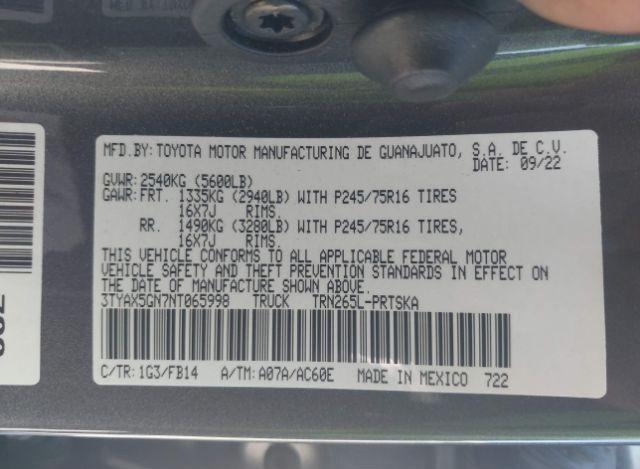 MFD.BY:TOYOTA MOTOR MANUFACTURING DE GUANAJUATO, S.A. DE C.V.
DATE: 09/22
GVWR:2540KG (5600LB)
GAWR:FRT. 1335KG (2940LB) WITH P245/75R16 TIRES
16X7J RIMS.
RR. 1490KG (3280LB) WITH P245/75R16 TIRES,
16X7J RIMS,
THIS VEHICLE CONFORMS TO ALL APPLICABLE FEDERAL MOTOR
VEHICLE SAFETY AND THEFT PREVENTION STANDARDS IN EFFECT ON
THE DATE OF MANUFACTURE SHOWN ABOVE.
3TYAX5GN7NT065998 TRUCK TRN265L-PRTSKA
C/TR:1G3/FB14 A/TM:A07A/AC60E MADE IN MEXICO 722